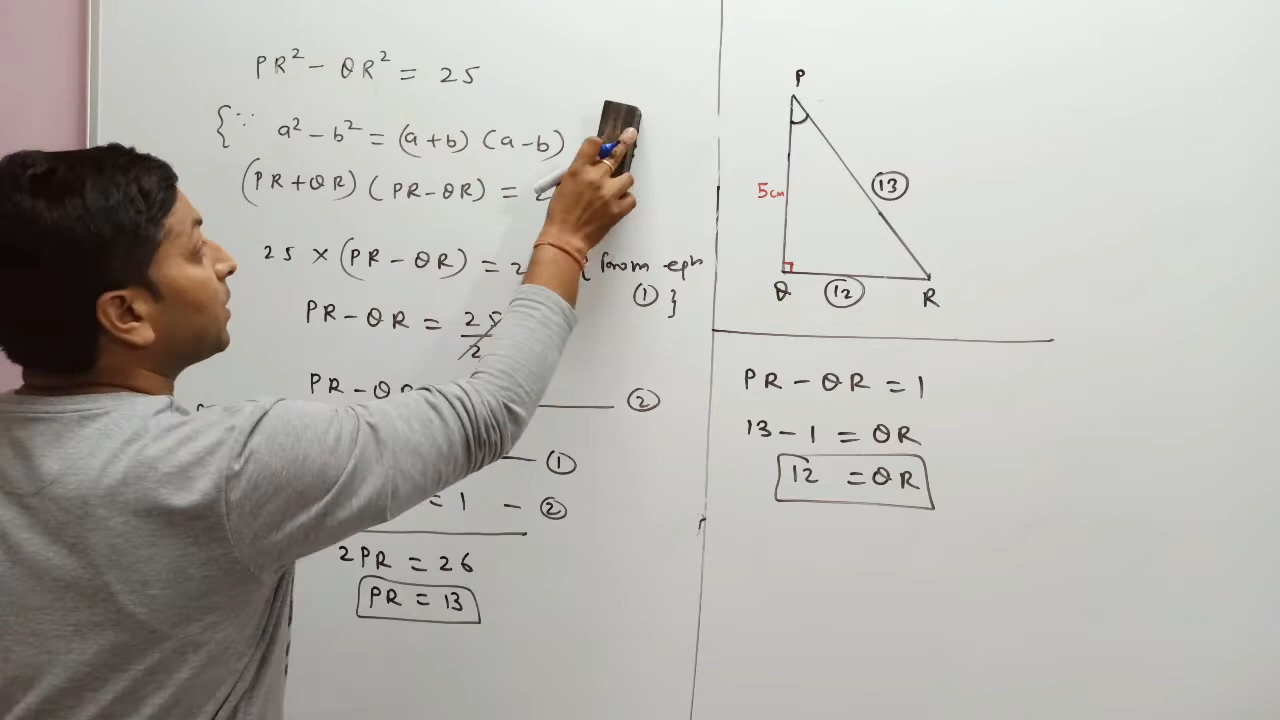 PR² − QR² = 25
{∵ a² − b² = (a + b) (a − b)
(PR + QR) (PR − QR) =
25 × (PR − QR) = 2 { from eqn ① }
PR − QR = 25/2
PR − Q ②
①
= 1 − ②
2PR = 26
PR = 13
P
5cm
13
Q
12
R
PR − QR = 1
13 − 1 = QR
12 = QR